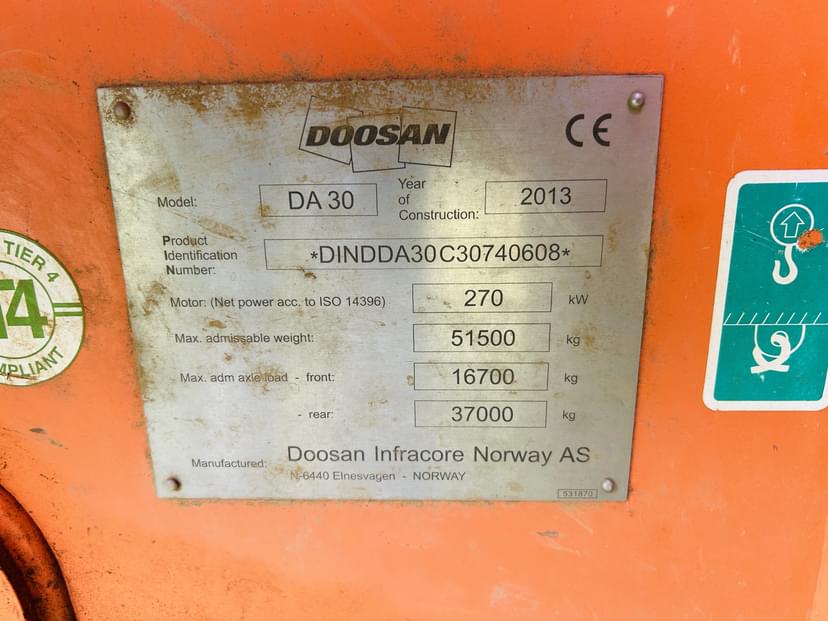 DOOSAN
CE
Model: DA 30 Year of Construction: 2013
Product Identification Number: *DINDDA30C30740608*
Motor: (Net power acc. to ISO 14396) 270 kW
Max. admissable weight: 51500 kg
Max. adm axle load - front: 16700 kg
- rear: 37000 kg
Manufactured: Doosan Infracore Norway AS
N-6440 Elnesvagen - NORWAY
531870
TIER 4
T4